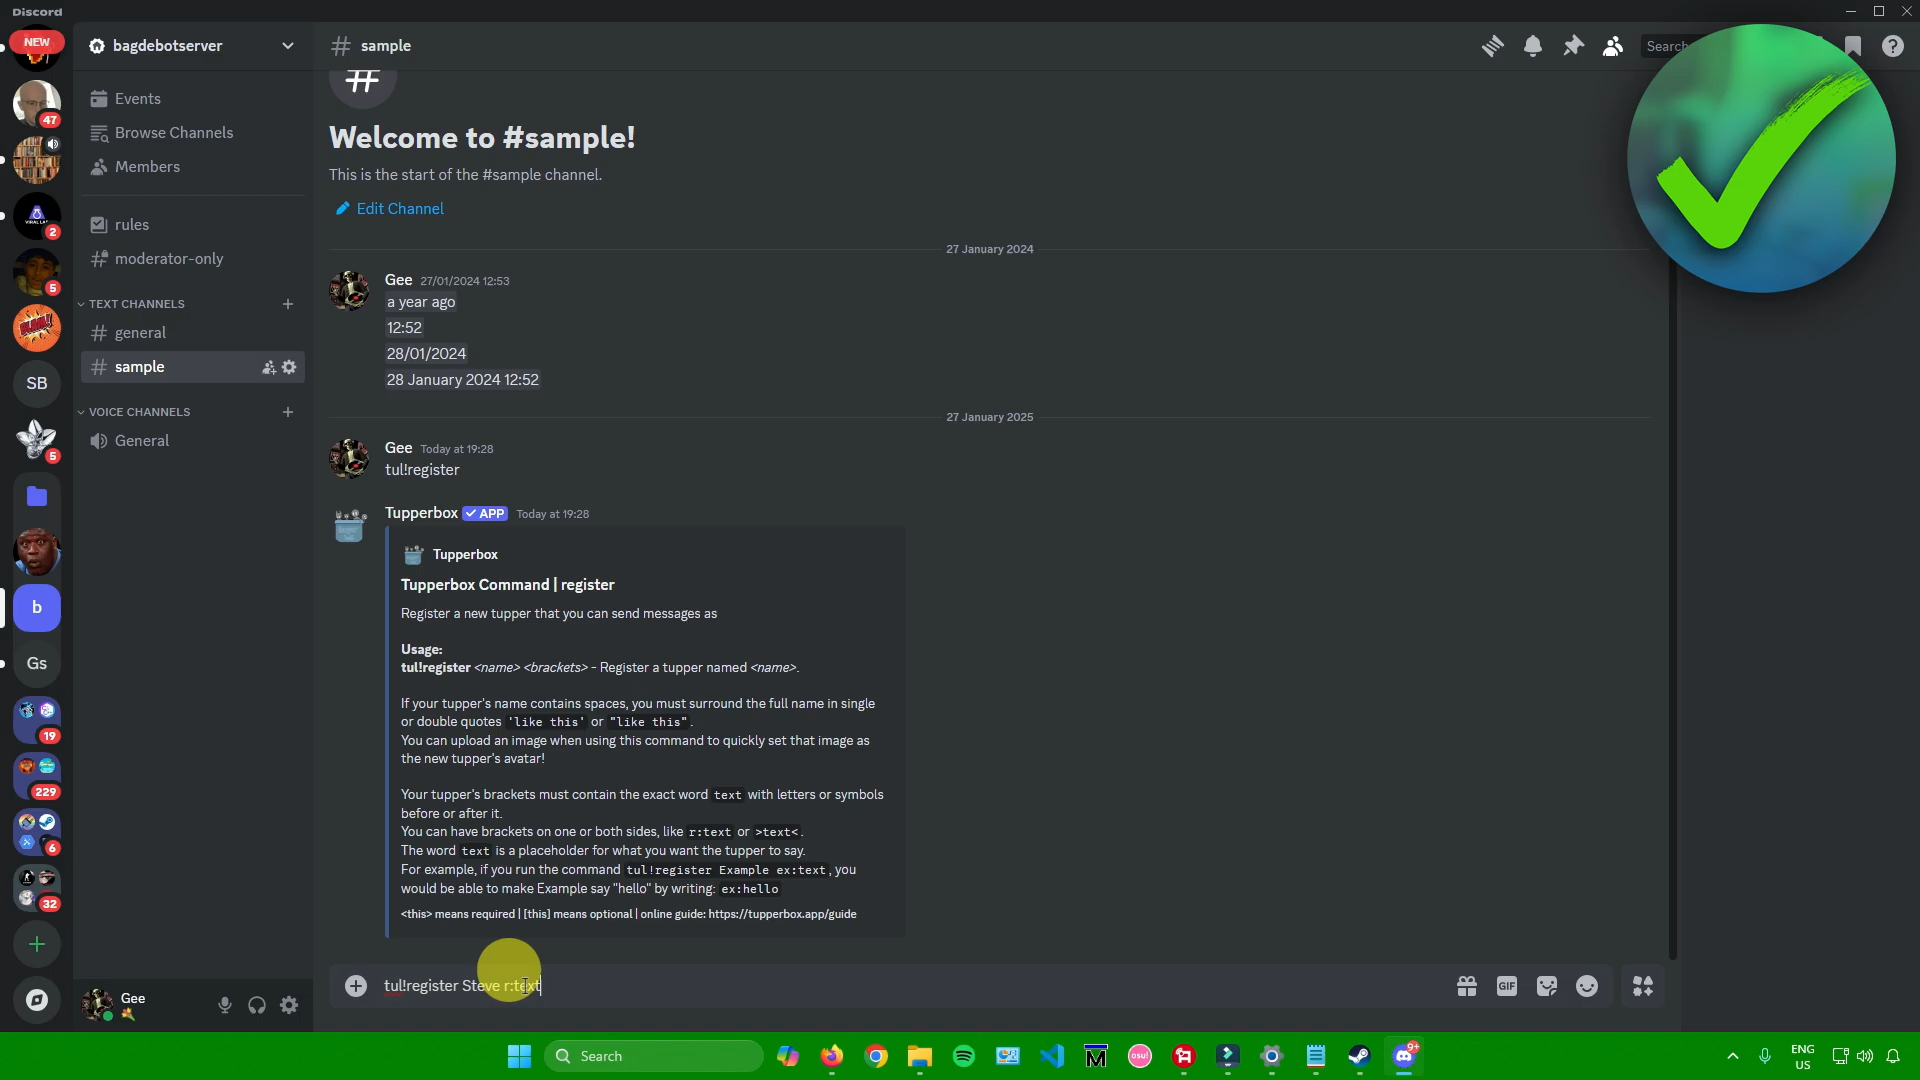 Discord
NEW
bagdebotserver
sample
Search
47
Events
Browse Channels
Members
Welcome to #sample!
This is the start of the #sample channel.
Edit Channel
rules
moderator-only
2
5
27 January 2024
Gee 27/01/2024 12:53
a year ago
12:52
28/01/2024
28 January 2024 12:52
TEXT CHANNELS
general
sample
SB
VOICE CHANNELS
General
5
27 January 2025
Gee Today at 19:28
tul!register
Tupperbox APP Today at 19:28
Tupperbox
Tupperbox Command | register
Register a new tupper that you can send messages as
Usage:
tul!register <name> <brackets> - Register a tupper named <name>.
If your tupper's name contains spaces, you must surround the full name in single
or double quotes 'like this' or "like this".
You can upload an image when using this command to quickly set that image as
the new tupper's avatar!
Your tupper's brackets must contain the exact word text with letters or symbols
before or after it.
You can have brackets on one or both sides, like r:text or >text<.
The word text is a placeholder for what you want the tupper to say.
For example, if you run the command tul!register Example ex:text, you
would be able to make Example say "hello" by writing: ex:hello
<this> means required | [this] means optional | online guide: https://tupperbox.app/guide
b
Gs
19
229
6
32
tul!register Steve r:text
GIF
Gee
Search
osu!
9+
ENG
US